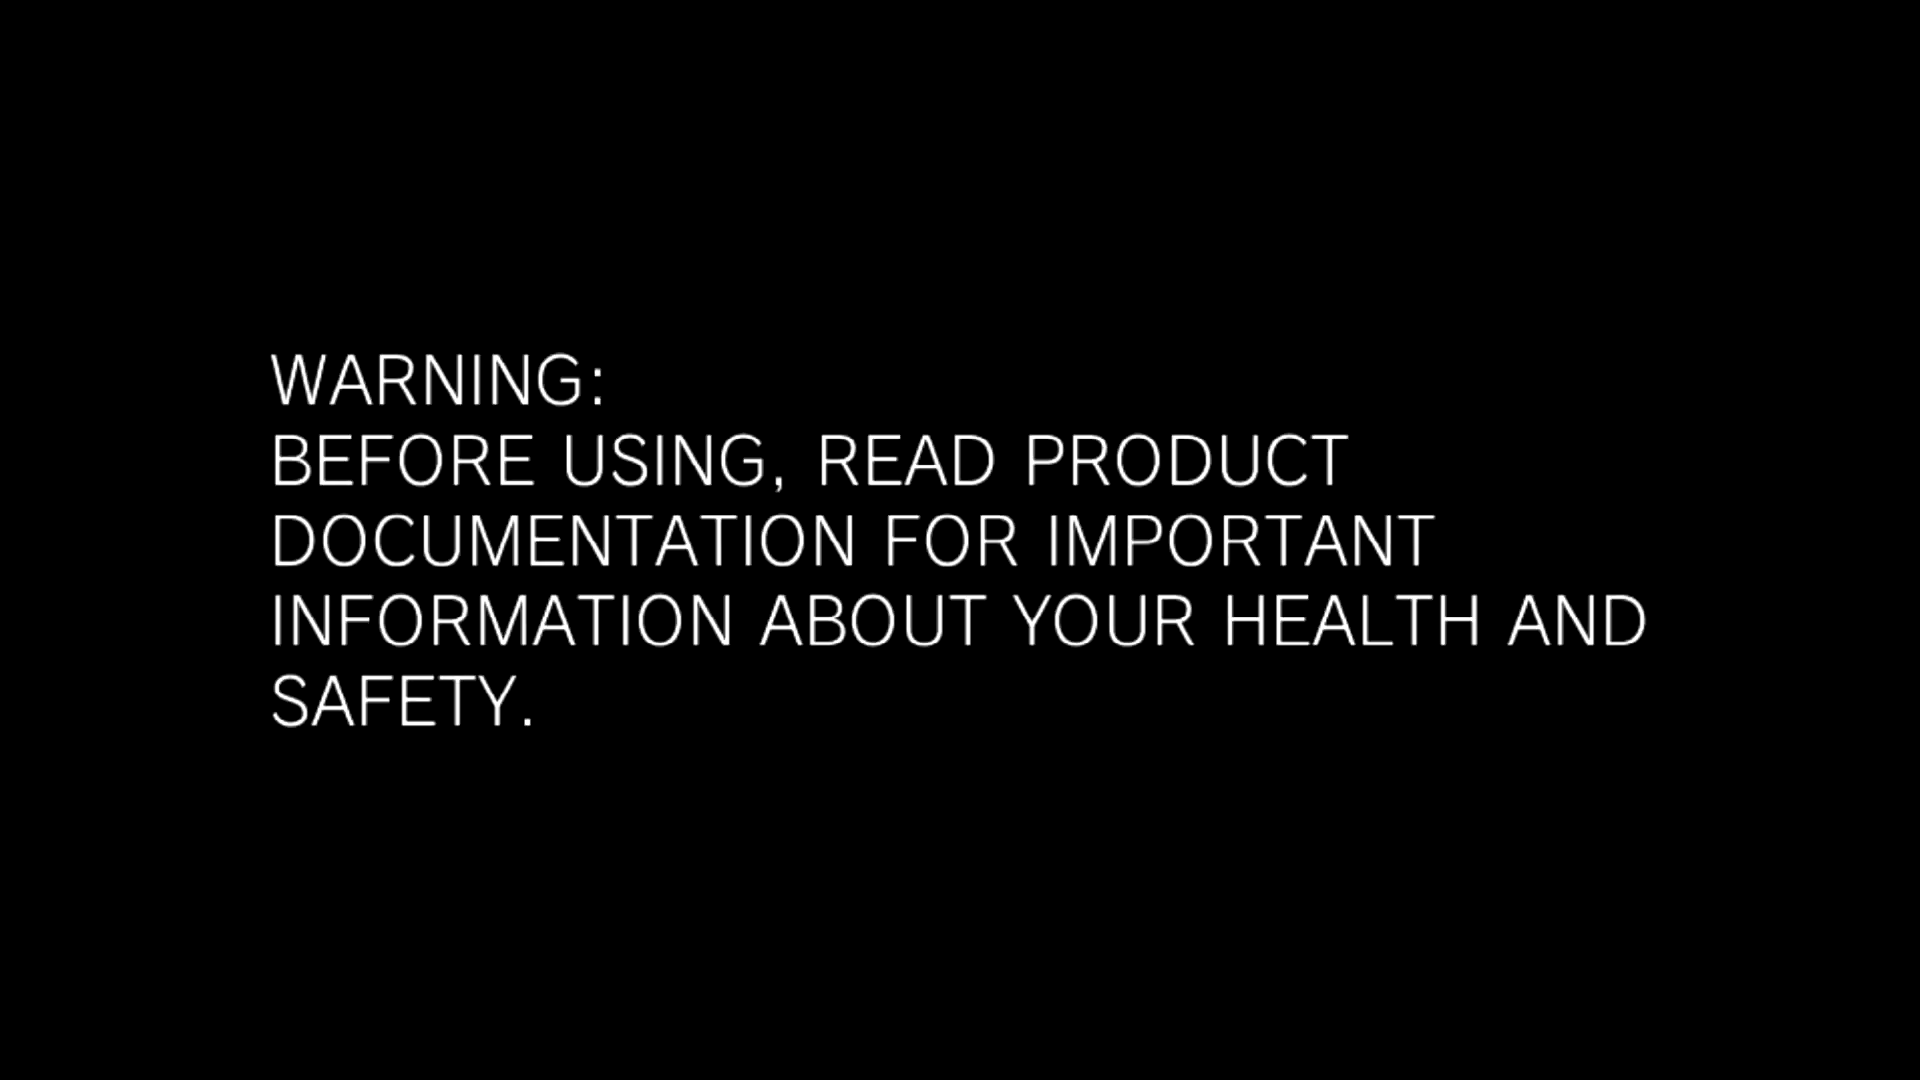 WARNING:
BEFORE USING, READ PRODUCT
DOCUMENTATION FOR IMPORTANT
INFORMATION ABOUT YOUR HEALTH AND
SAFETY.